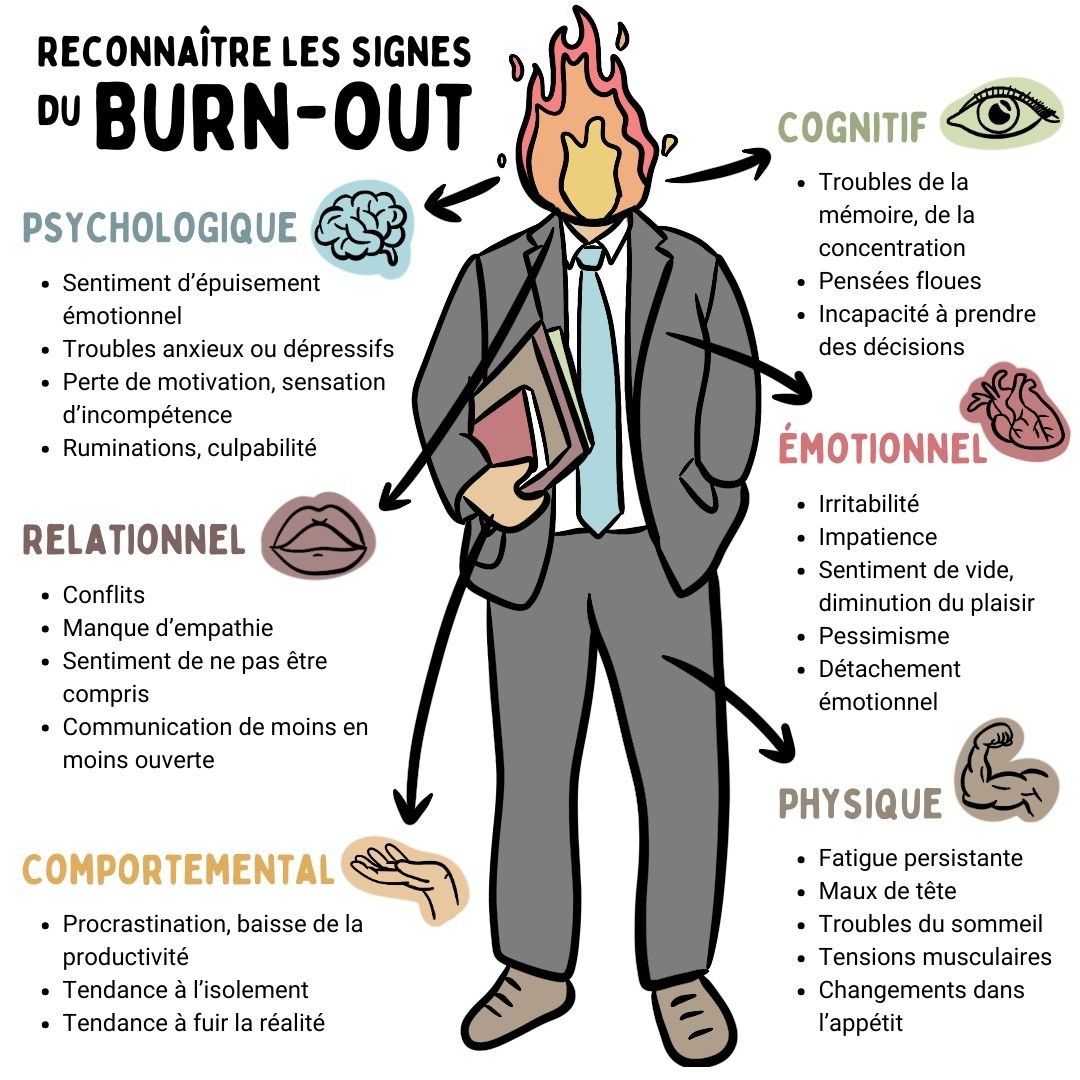 RECONNAÎTRE LES SIGNES
DU BURN-OUT
PSYCHOLOGIQUE
• Sentiment d’épuisement
émotionnel
• Troubles anxieux ou dépressifs
• Perte de motivation, sensation
d’incompétence
• Ruminations, culpabilité
RELATIONNEL
• Conflits
• Manque d’empathie
• Sentiment de ne pas être
compris
• Communication de moins en
moins ouverte
COMPORTEMENTAL
• Procrastination, baisse de la
productivité
• Tendance à l’isolement
• Tendance à fuir la réalité
COGNITIF
• Troubles de la
mémoire, de la
concentration
• Pensées floues
• Incapacité à prendre
des décisions
ÉMOTIONNEL
• Irritabilité
• Impatience
• Sentiment de vide,
diminution du plaisir
• Pessimisme
• Détachement
émotionnel
PHYSIQUE
• Fatigue persistante
• Maux de tête
• Troubles du sommeil
• Tensions musculaires
• Changements dans
l’appétit